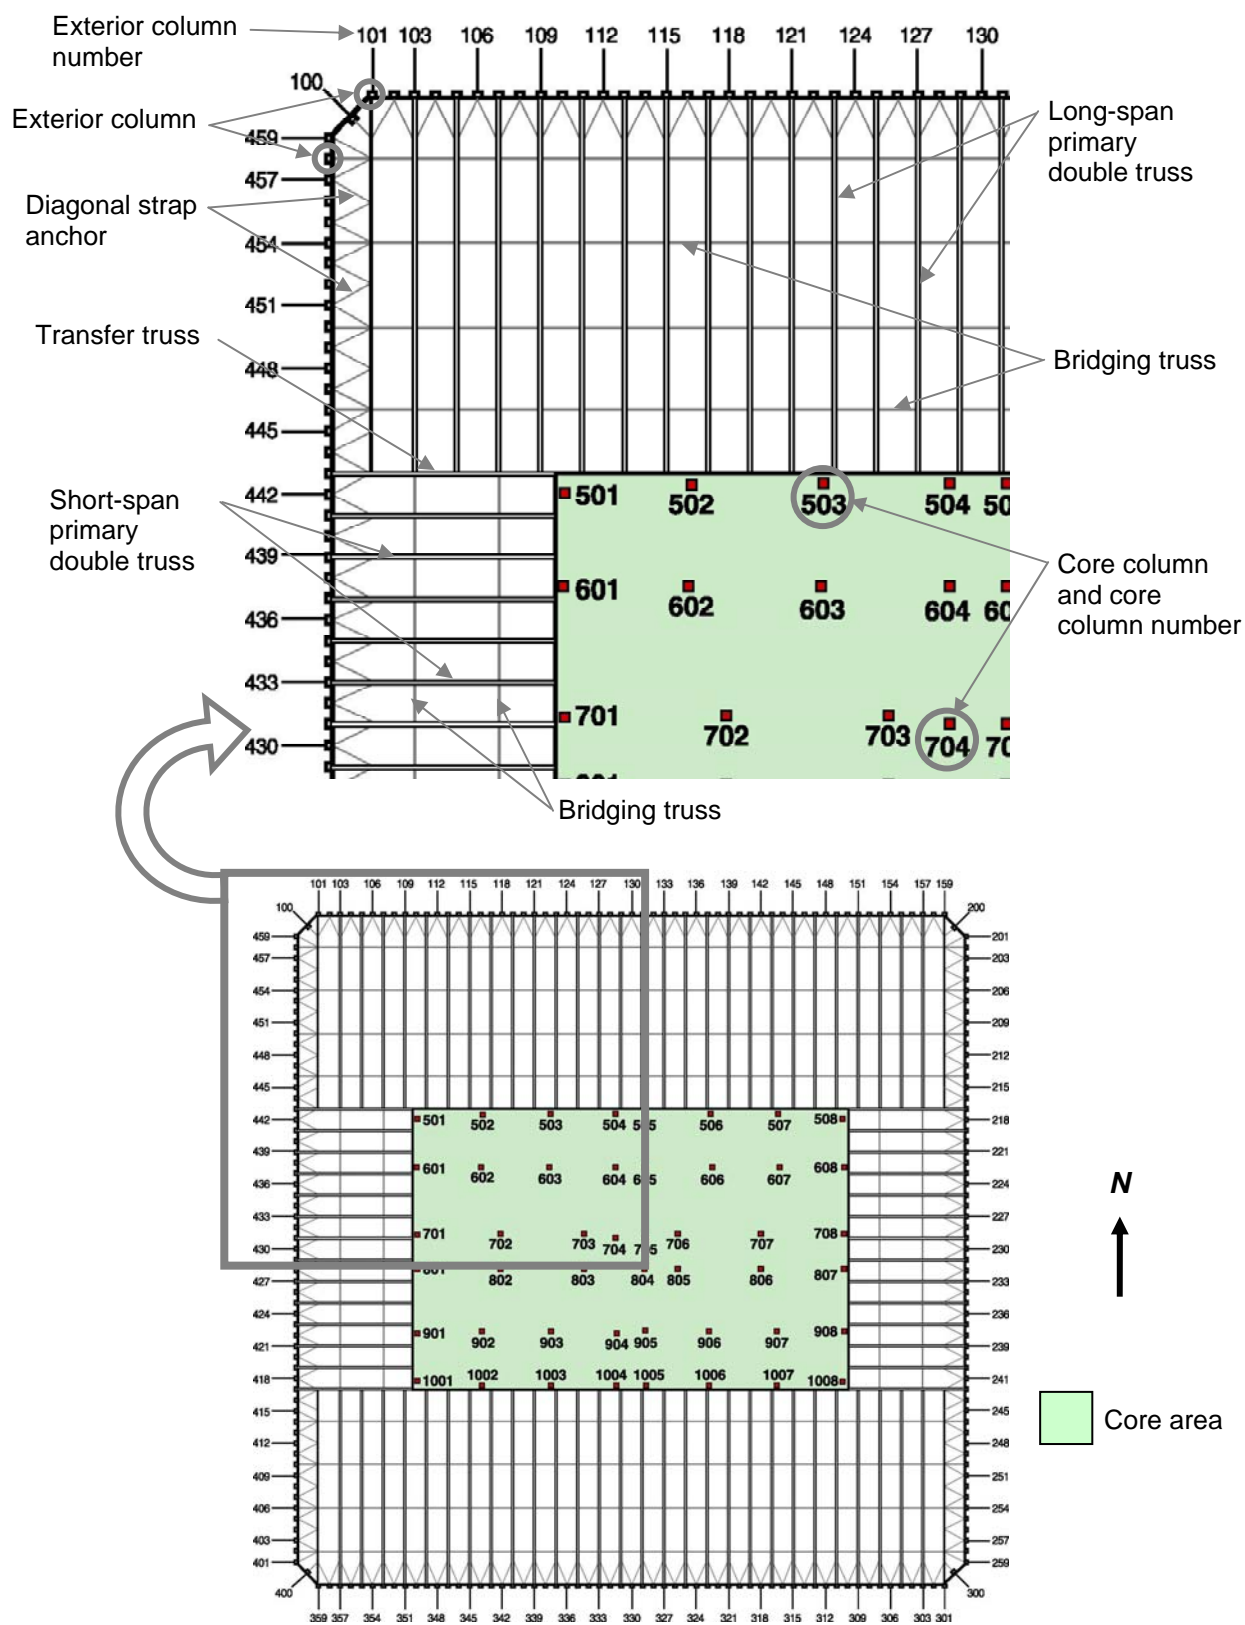 Exterior column
number
101 103 106 109 112 115 118 121 124 127 130
100
Exterior column
Long-span
primary
double truss
459
457
Diagonal strap
anchor
454
451
Transfer truss
448
Bridging truss
445
442
Short-span
primary
double truss
439
436
433
430
501 502 503 504 50
601 602 603 604 60
701 702 703 704 70
Core column
and core
column number
Bridging truss
101 103 106 109 112 115 118 121 124 127 130 133 136 139 142 145 148 151 154 157 159
100 200
459 201
457 203
454 206
451 209
448 212
445 215
442 501 502 503 504 506 507 508 218
439 221
601 602 603 604 606 607 608
436 224
433 227
701 702 703 704 706 707 708
430 230
801 802 803 804 805 806 807
427 233
424 236
901 902 903 904 905 906 907 908
421 239
418 1001 1002 1003 1004 1005 1006 1007 1008 241
415 245
412 248
409 251
406 254
403 257
401 259
400 300
359 357 354 351 348 345 342 339 336 333 330 327 324 321 318 315 312 309 306 303 301
N
Core area